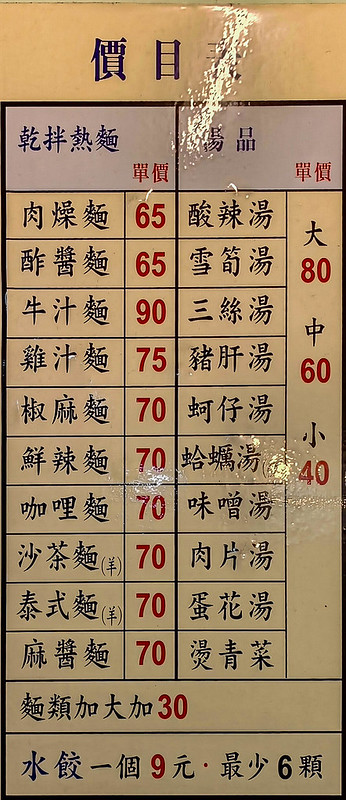 價目
乾拌熱麵 單價
肉燥麵 65
酢醬麵 65
牛汁麵 90
雞汁麵 75
椒麻麵 70
鮮辣麵 70
咖哩麵 70
沙茶麵(羊) 70
泰式麵(羊) 70
麻醬麵 70
湯品 單價
酸辣湯
雪筍湯
三絲湯
豬肝湯
蚵仔湯
蛤蠣湯
味噌湯
肉片湯
蛋花湯
燙青菜
大
80
中
60
小
40
麵類加大加30
水餃一個9元·最少6顆